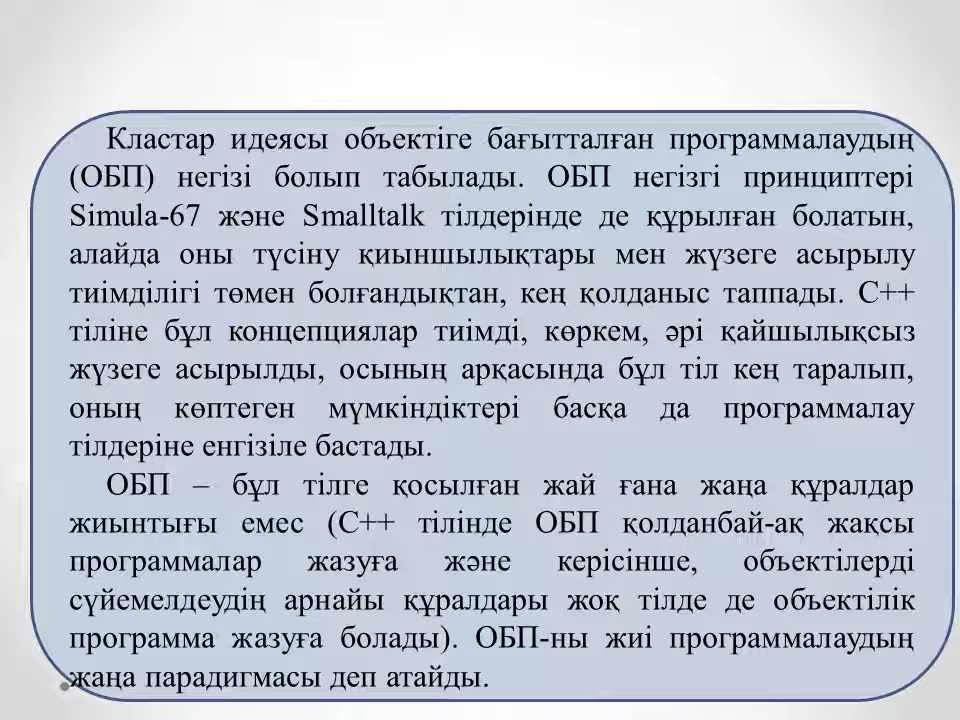 Кластар идеясы объектіге бағытталған программалаудың
(ОБП) негізі болып табылады. ОБП негізгі принциптері
Simula-67 және Smalltalk тілдерінде де құрылған болатын,
алайда оны түсіну қиыншылықтары мен жүзеге асырылу
тиімділігі төмен болғандықтан, кең қолданыс таппады. С++
тіліне бұл концепциялар тиімді, көркем, әрі қайшылықсыз
жүзеге асырылды, осының арқасында бұл тіл кең таралып,
оның көптеген мүмкіндіктері басқа да программалау
тілдеріне енгізіле бастады.
ОБП – бұл тілге қосылған жай ғана жаңа құралдар
жиынтығы емес (С++ тілінде ОБП қолданбай-ақ жақсы
программалар жазуға және керісінше, объектілерді
сүйемелдеудің арнайы құралдары жоқ тілде де объектілік
программа жазуға болады). ОБП-ны жиі программалаудың
жаңа парадигмасы деп атайды.